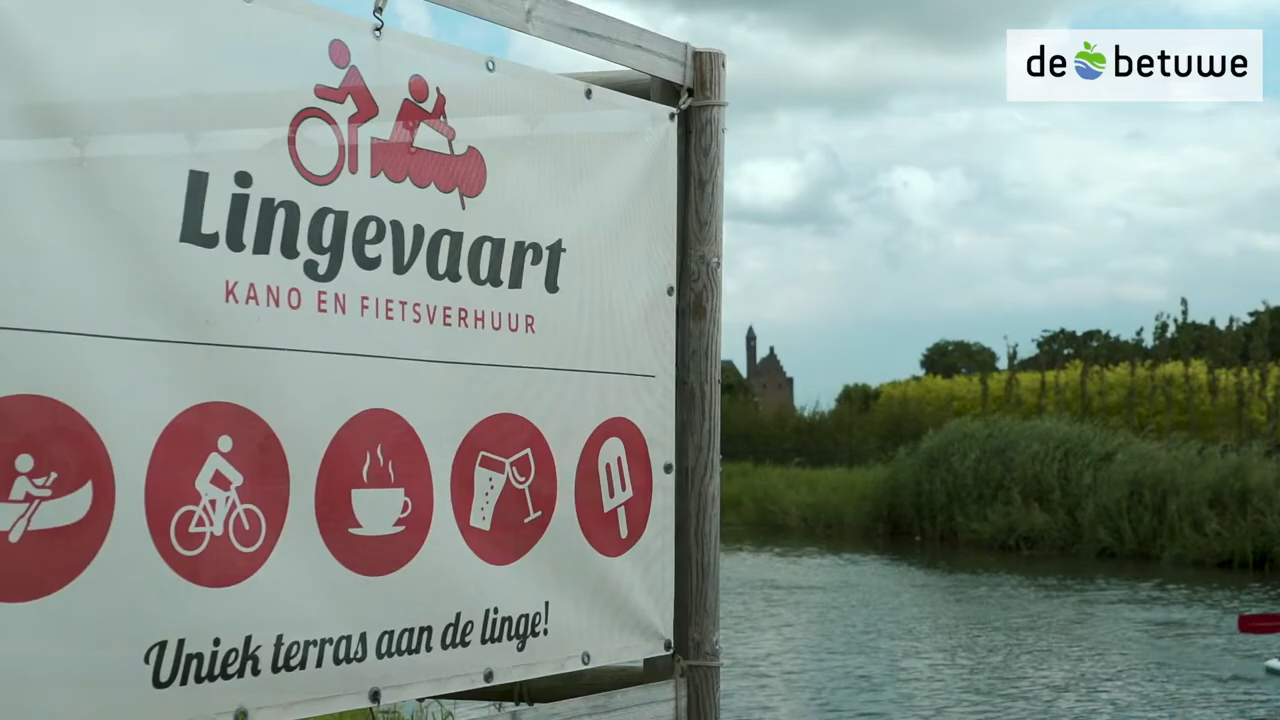 de betuwe
Lingevaart
KANO EN FIETSVERHUUR
Uniek terras aan de linge!